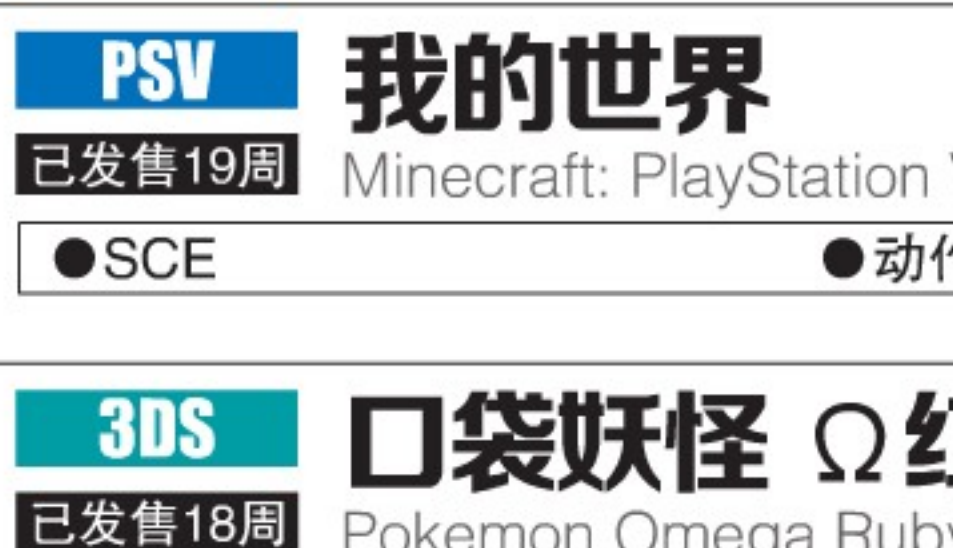 PSV 我的世界
已发售19周 Minecraft: PlayStation
●SCE ●动作
3DS 口袋妖怪 Ω
已发售18周 Pokemon Omega Ruby